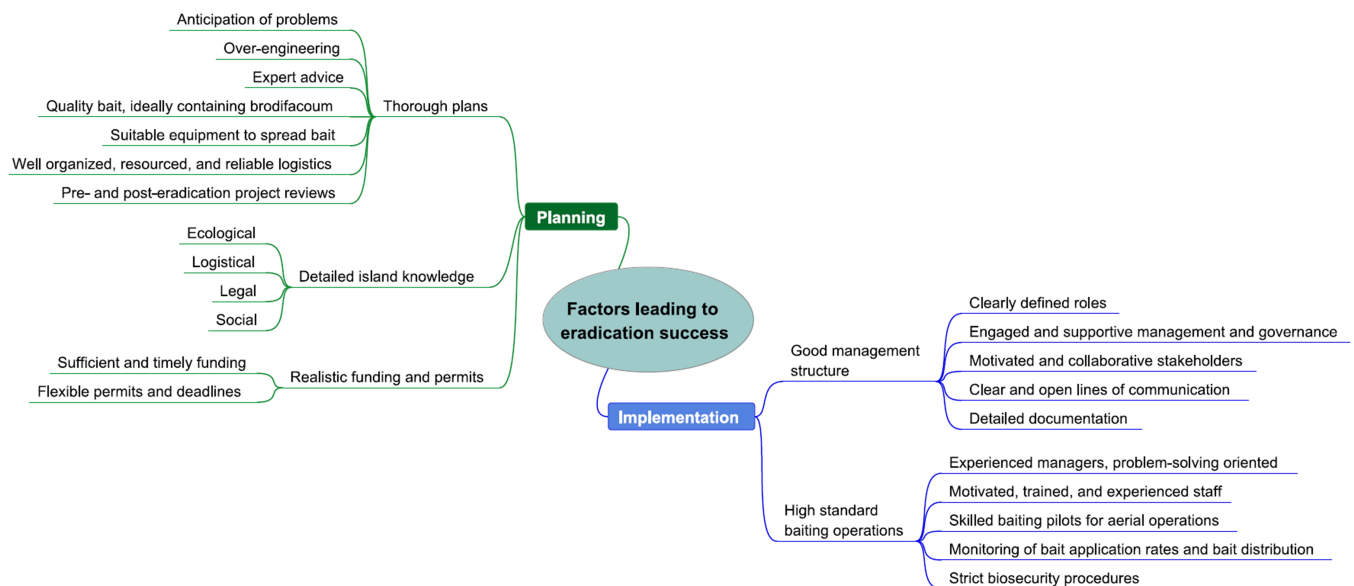 Factors leading to
eradication success
Planning
Thorough plans
Anticipation of problems
Over-engineering
Expert advice
Quality bait, ideally containing brodifacoum
Suitable equipment to spread bait
Well organized, resourced, and reliable logistics
Pre- and post-eradication project reviews
Detailed island knowledge
Ecological
Logistical
Legal
Social
Realistic funding and permits
Sufficient and timely funding
Flexible permits and deadlines
Implementation
Good management
structure
Clearly defined roles
Engaged and supportive management and governance
Motivated and collaborative stakeholders
Clear and open lines of communication
Detailed documentation
High standard
baiting operations
Experienced managers, problem-solving oriented
Motivated, trained, and experienced staff
Skilled baiting pilots for aerial operations
Monitoring of bait application rates and bait distribution
Strict biosecurity procedures